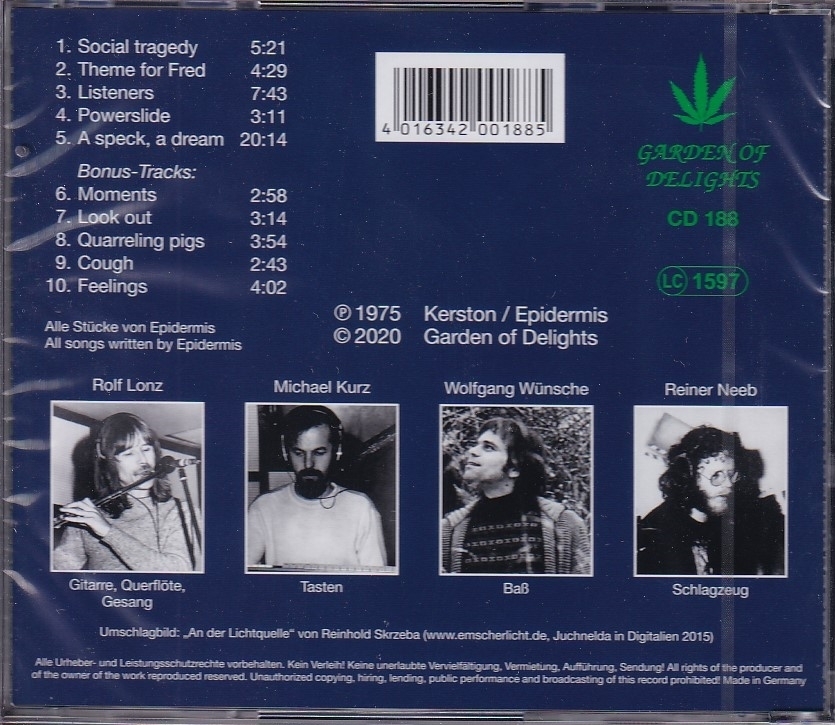 1. Social tragedy 5:21
2. Theme for Fred 4:29
3. Listeners 7:43
4. Powerslide 3:11
5. A speck, a dream 20:14
Bonus-Tracks:
6. Moments 2:58
7. Look out 3:14
8. Quarreling pigs 3:54
9. Cough 2:43
10. Feelings 4:02
Alle Stücke von Epidermis
All songs written by Epidermis
4 016342 001885
GARDEN OF
DELIGHTS
CD 188
LC 1597
℗ 1975 Kerston / Epidermis
© 2020 Garden of Delights
Rolf Lonz
Michael Kurz
Wolfgang Wünsche
Reiner Neeb
Gitarre, Querflöte,
Gesang
Tasten
Baß
Schlagzeug
Umschlagbild: „An der Lichtquelle“ von Reinhold Skrzeba (www.emscherlicht.de, Juchnelda in Digitalien 2015)
Alle Urheber- und Leistungsschutzrechte vorbehalten. Kein Verleih! Keine unerlaubte Vervielfältigung, Vermietung, Aufführung, Sendung! All rights of the producer and
of the owner of the work reproduced reserved. Unauthorized copying, hiring, lending, public performance and broadcasting of this record prohibited! Made in Germany